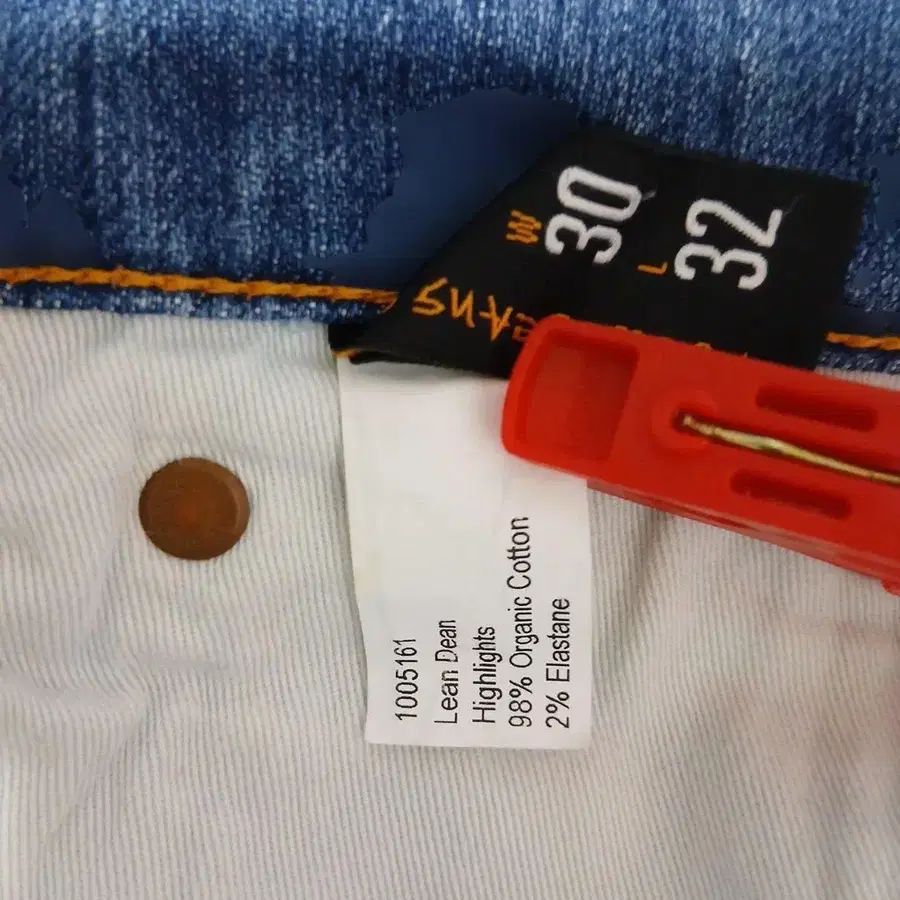 W 30
L 32
1005161
Lean Dean
Highlights
98% Organic Cotton
2% Elastane